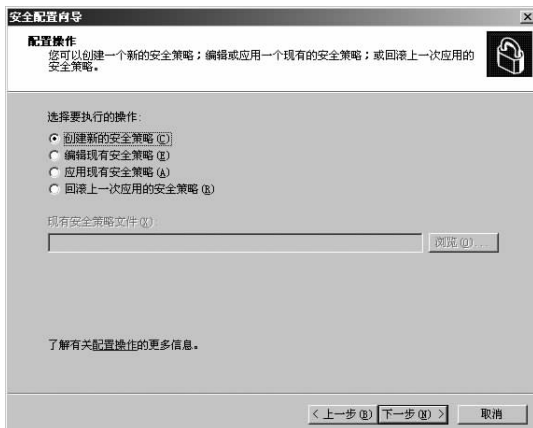 安全配置向导
配置操作
您可以创建一个新的安全策略；编辑或应用一个现有的安全策略；或回滚上一次应用的
安全策略。
选择要执行的操作:
创建新的安全策略(C)
编辑现有安全策略(E)
应用现有安全策略(A)
回滚上一次应用的安全策略(R)
现有安全策略文件(X):
浏览(O)...
了解有关配置操作的更多信息。
< 上一步(B) 下一步(N) > 取消